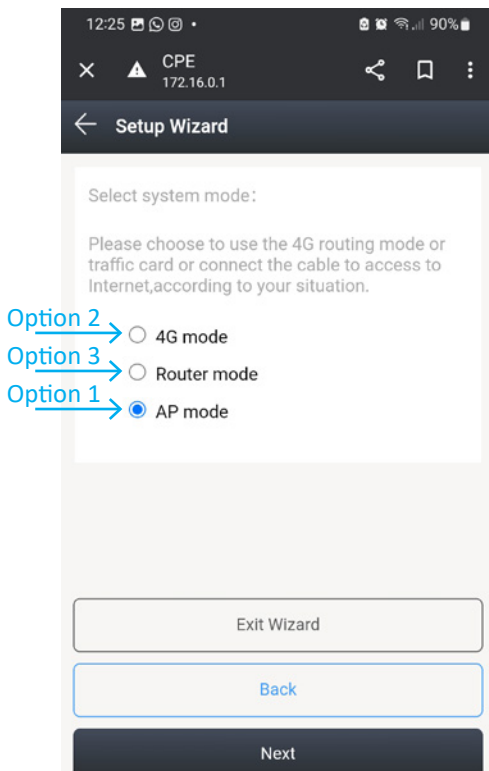 12:25
90%
CPE
172.16.0.1
Setup Wizard
Select system mode:
Please choose to use the 4G routing mode or
traffic card or connect the cable to access to
Internet,according to your situation.
Option 2
4G mode
Option 3
Router mode
Option 1
AP mode
Exit Wizard
Back
Next